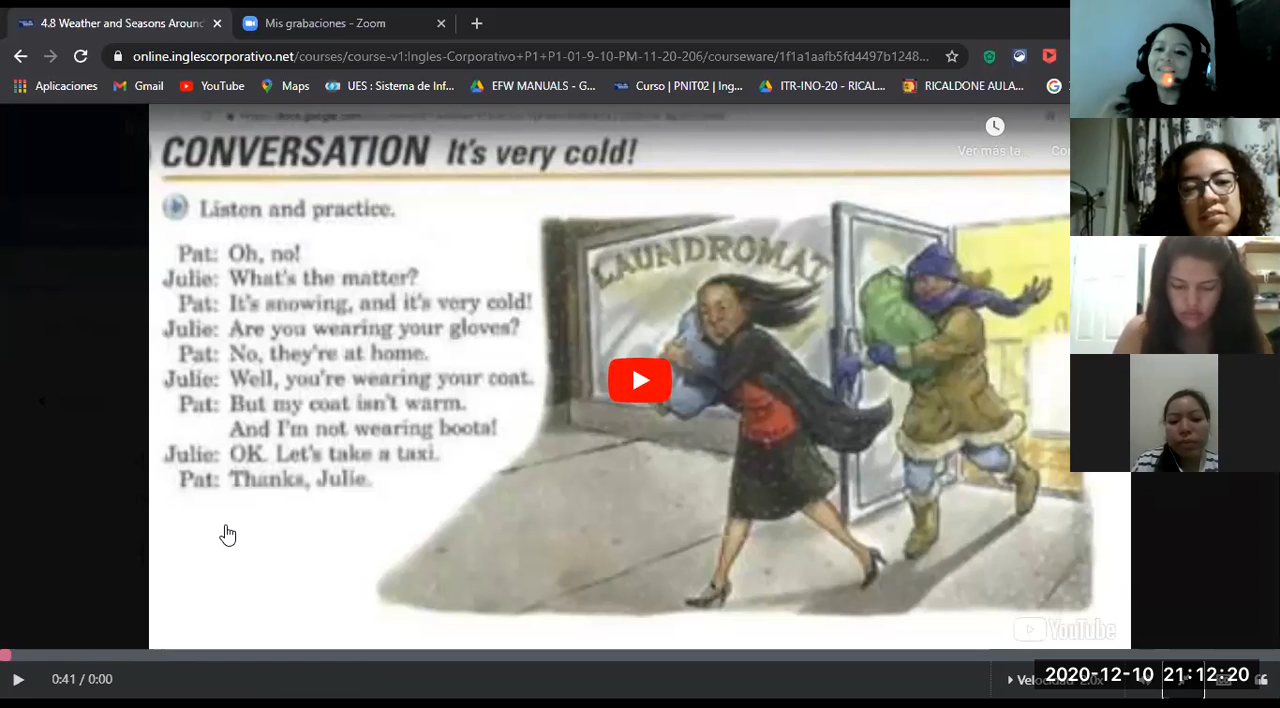 4.8 Weather and Seasons Aroun
Mis grabaciones - Zoom
online.inglescorporativo.net/courses/course-v1:Ingles-Corporativo+P1+P1-01-9-10-PM-11-20-206/courseware/1f1a1aafb5fd4497b1248...
Aplicaciones
Gmail
YouTube
Maps
UES : Sistema de Inf...
EFW MANUALS - G...
Curso | PNIT02 | Ing...
ITR-INO-20 - RICAL...
RICALDONE AULA...
CONVERSATION It's very cold!
Ver más ta...
Listen and practice.
LAUNDROMAT
Pat: Oh, no!
Julie: What's the matter?
Pat: It's snowing, and it's very cold!
Julie: Are you wearing your gloves?
Pat: No, they're at home.
Julie: Well, you're wearing your coat.
Pat: But my coat isn't warm.
And I'm not wearing boots!
Julie: OK. Let's take a taxi.
Pat: Thanks, Julie.
YouTube
0:41 / 0:00
2020-12-10 21:12:20